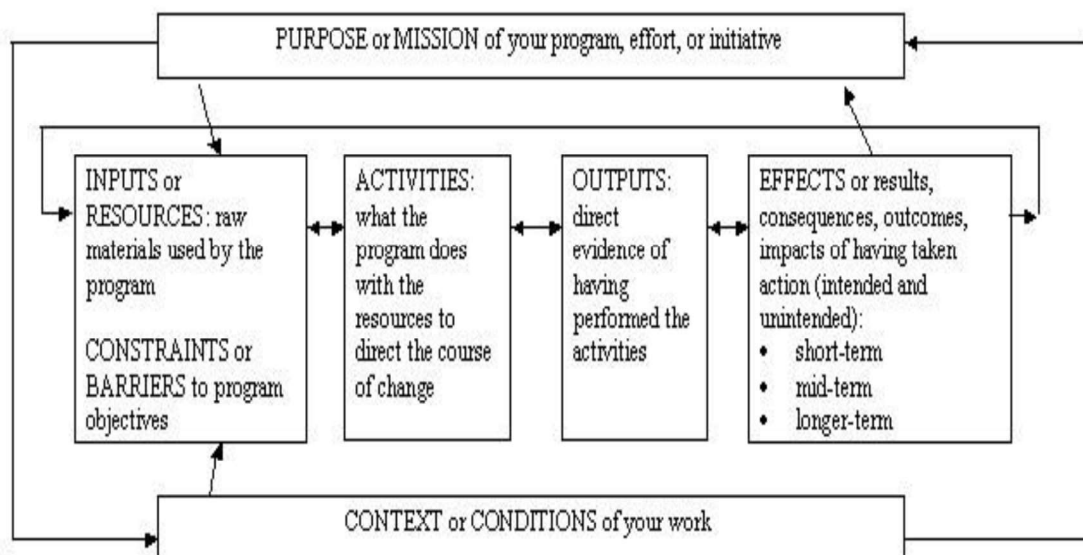 PURPOSE or MISSION of your program, effort, or initiative
INPUTS or
RESOURCES: raw
materials used by the
program
CONSTRAINTS or
BARRIERS to program
objectives
ACTIVITIES:
what the
program does
with the
resources to
direct the course
of change
OUTPUTS:
direct
evidence of
having
performed the
activities
EFFECTS or results,
consequences, outcomes,
impacts of having taken
action (intended and
unintended):
• short-term
• mid-term
• longer-term
CONTEXT or CONDITIONS of your work